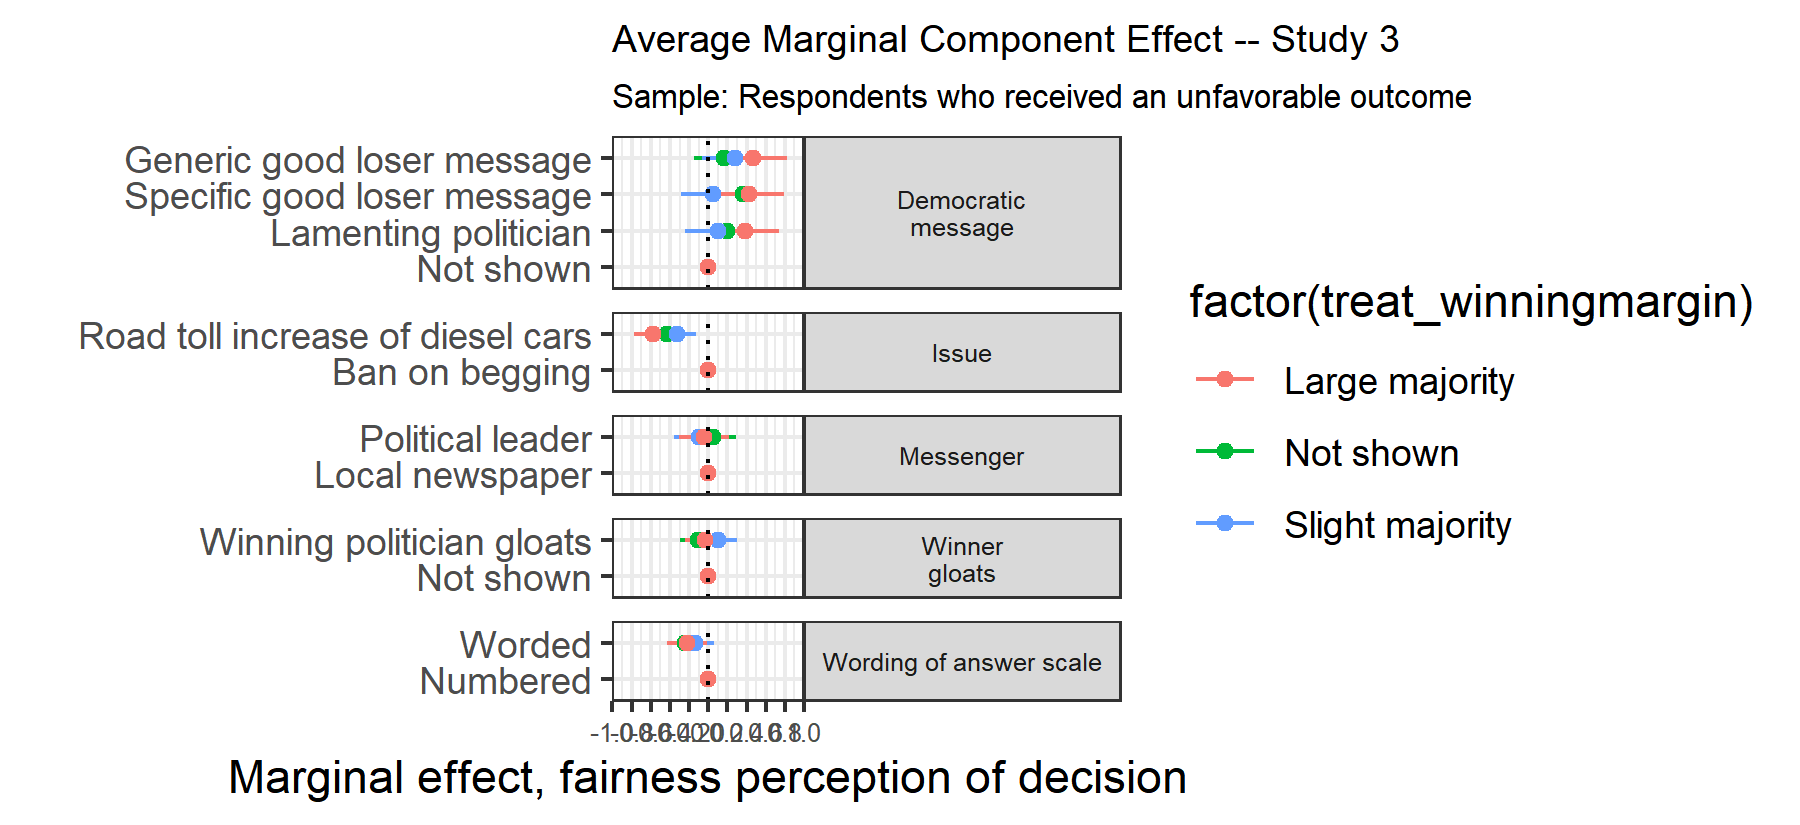 Average Marginal Component Effect -- Study 3
Sample: Respondents who received an unfavorable outcome
Generic good loser message
Specific good loser message
Lamenting politician
Not shown
Democratic
message
Road toll increase of diesel cars
Ban on begging
Issue
Political leader
Local newspaper
Messenger
Winning politician gloats
Not shown
Winner
gloats
Worded
Numbered
Wording of answer scale
Marginal effect, fairness perception of decision
factor(treat_winningmargin)
Large majority
Not shown
Slight majority